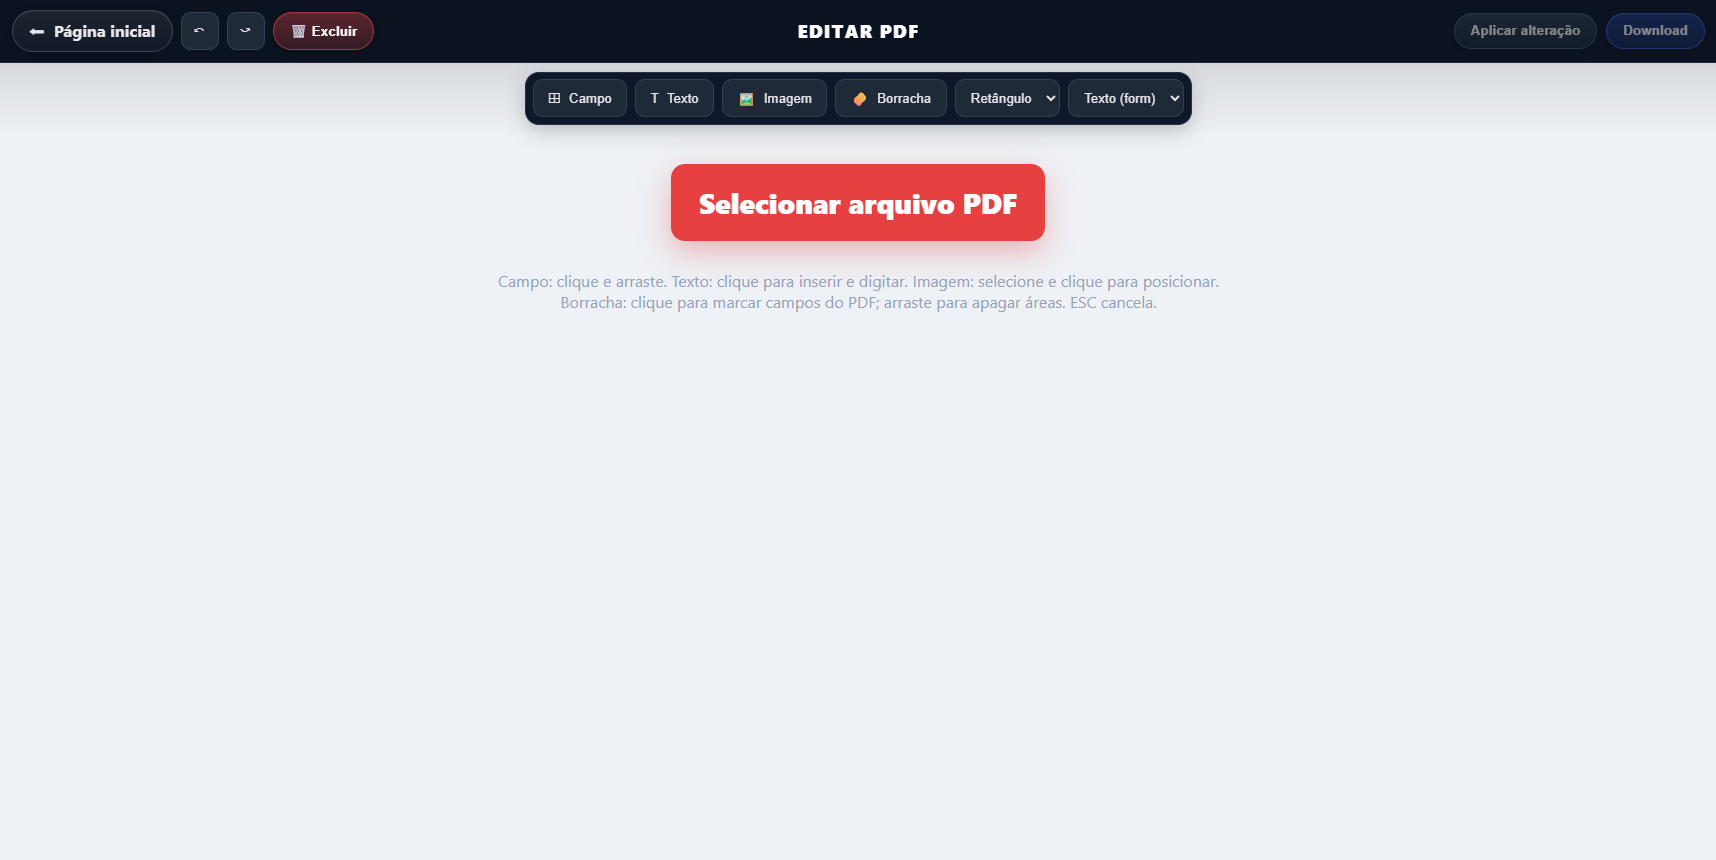 Página inicial
Excluir
EDITAR PDF
Aplicar alteração
Download
Campo
T Texto
Imagem
Borracha
Retângulo
Texto (form)
Selecionar arquivo PDF
Campo: clique e arraste. Texto: clique para inserir e digitar. Imagem: selecione e clique para posicionar.
Borracha: clique para marcar campos do PDF; arraste para apagar áreas. ESC cancela.